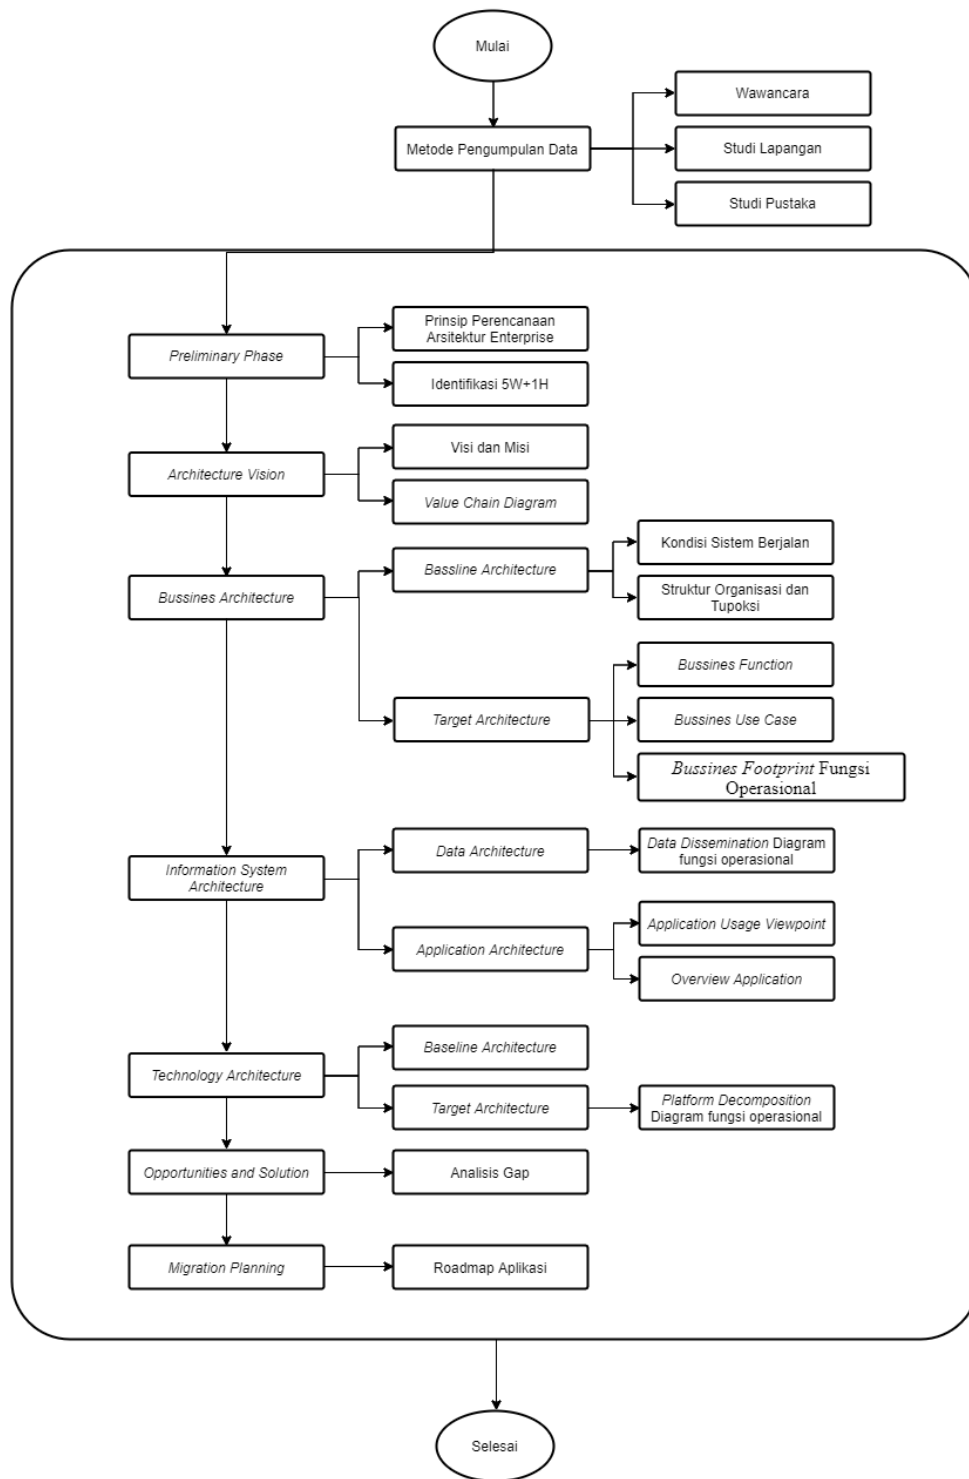 Mulai
Wawancara
Metode Pengumpulan Data
Studi Lapangan
Studi Pustaka
Prinsip Perencanaan
Arsitektur Enterprise
Preliminary Phase
Identifikasi 5W+1H
Visi dan Misi
Architecture Vision
Value Chain Diagram
Kondisi Sistem Berjalan
Bassline Architecture
Bussines Architecture
Struktur Organisasi dan
Tupoksi
Bussines Function
Target Architecture
Bussines Use Case
Bussines Footprint Fungsi
Operasional
Data Architecture
Data Dissemination Diagram
fungsi operasional
Information System
Architecture
Application Usage Viewpoint
Application Architecture
Overview Application
Baseline Architecture
Technology Architecture
Target Architecture
Platform Decomposition
Diagram fungsi operasional
Opportunities and Solution
Analisis Gap
Migration Planning
Roadmap Aplikasi
Selesai